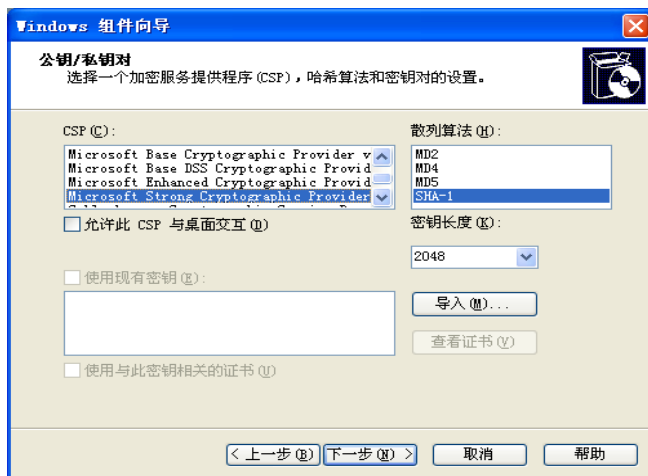 Windows 组件向导
公钥/私钥对
选择一个加密服务提供程序(CSP)，哈希算法和密钥对的设置。
CSP(C):
Microsoft Base Cryptographic Provider v
Microsoft Base DSS Cryptographic Provid
Microsoft Enhanced Cryptographic Provid
Microsoft Strong Cryptographic Provider
允许此 CSP 与桌面交互(D)
散列算法(H):
MD2
MD4
MD5
SHA-1
密钥长度(K):
2048
使用现有密钥(E):
导入(M)...
查看证书(V)
使用与此密钥相关的证书(U)
< 上一步(B)
下一步(N) >
取消
帮助